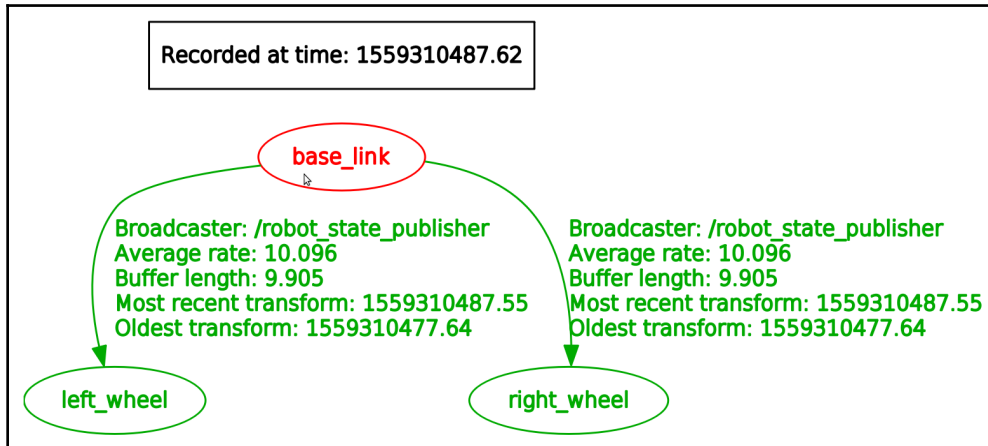 Recorded at time: 1559310487.62
base_link
Broadcaster: /robot_state_publisher
Average rate: 10.096
Buffer length: 9.905
Most recent transform: 1559310487.55
Oldest transform: 1559310477.64
Broadcaster: /robot_state_publisher
Average rate: 10.096
Buffer length: 9.905
Most recent transform: 1559310487.55
Oldest transform: 1559310477.64
left_wheel
right_wheel